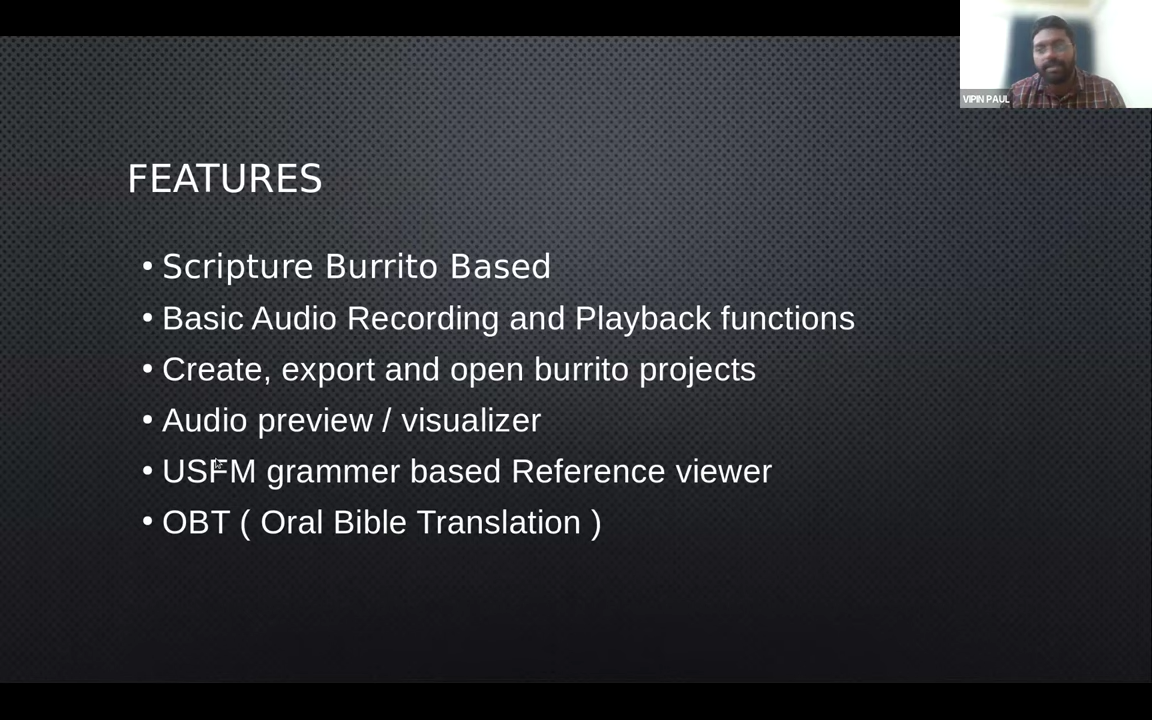 VIPIN PAUL
FEATURES
• Scripture Burrito Based
• Basic Audio Recording and Playback functions
• Create, export and open burrito projects
• Audio preview / visualizer
• USFM grammer based Reference viewer
• OBT ( Oral Bible Translation )